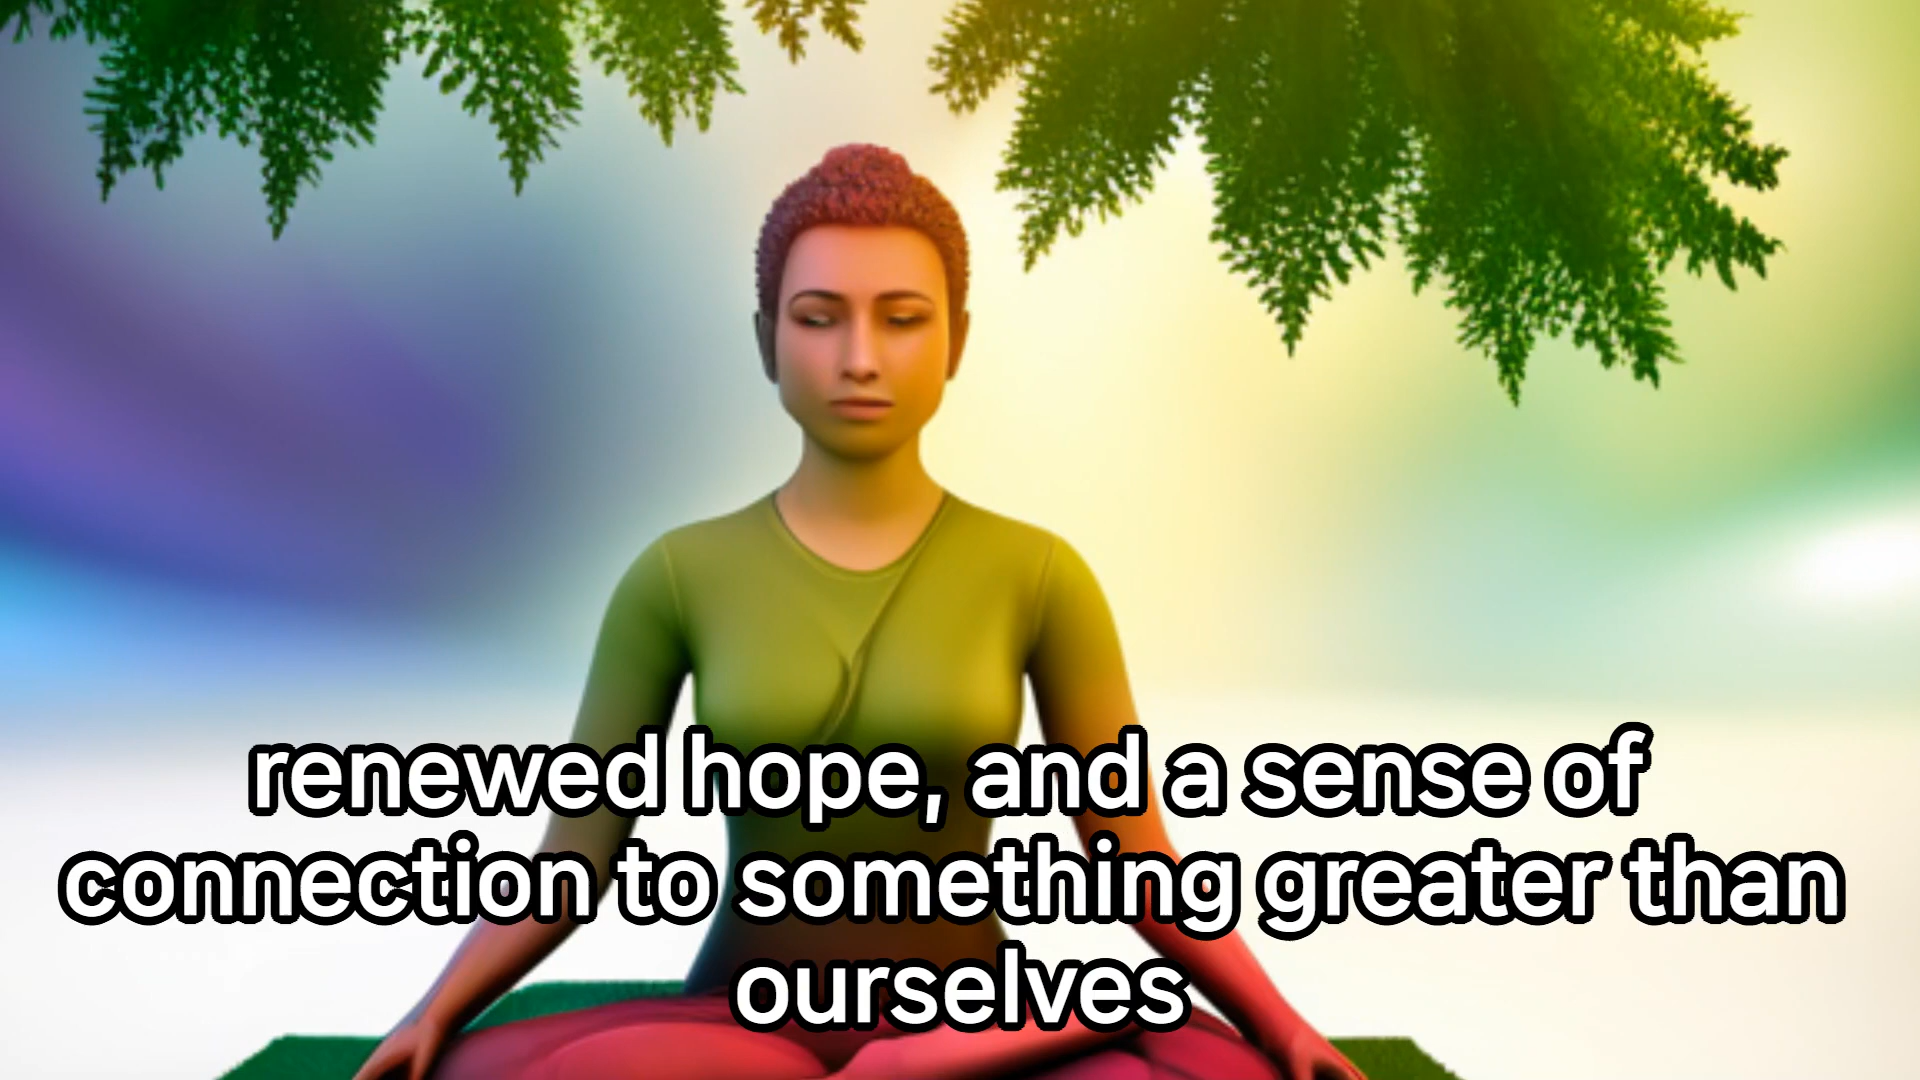 renewed hope, and a sense of
connection to something greater than
ourselves